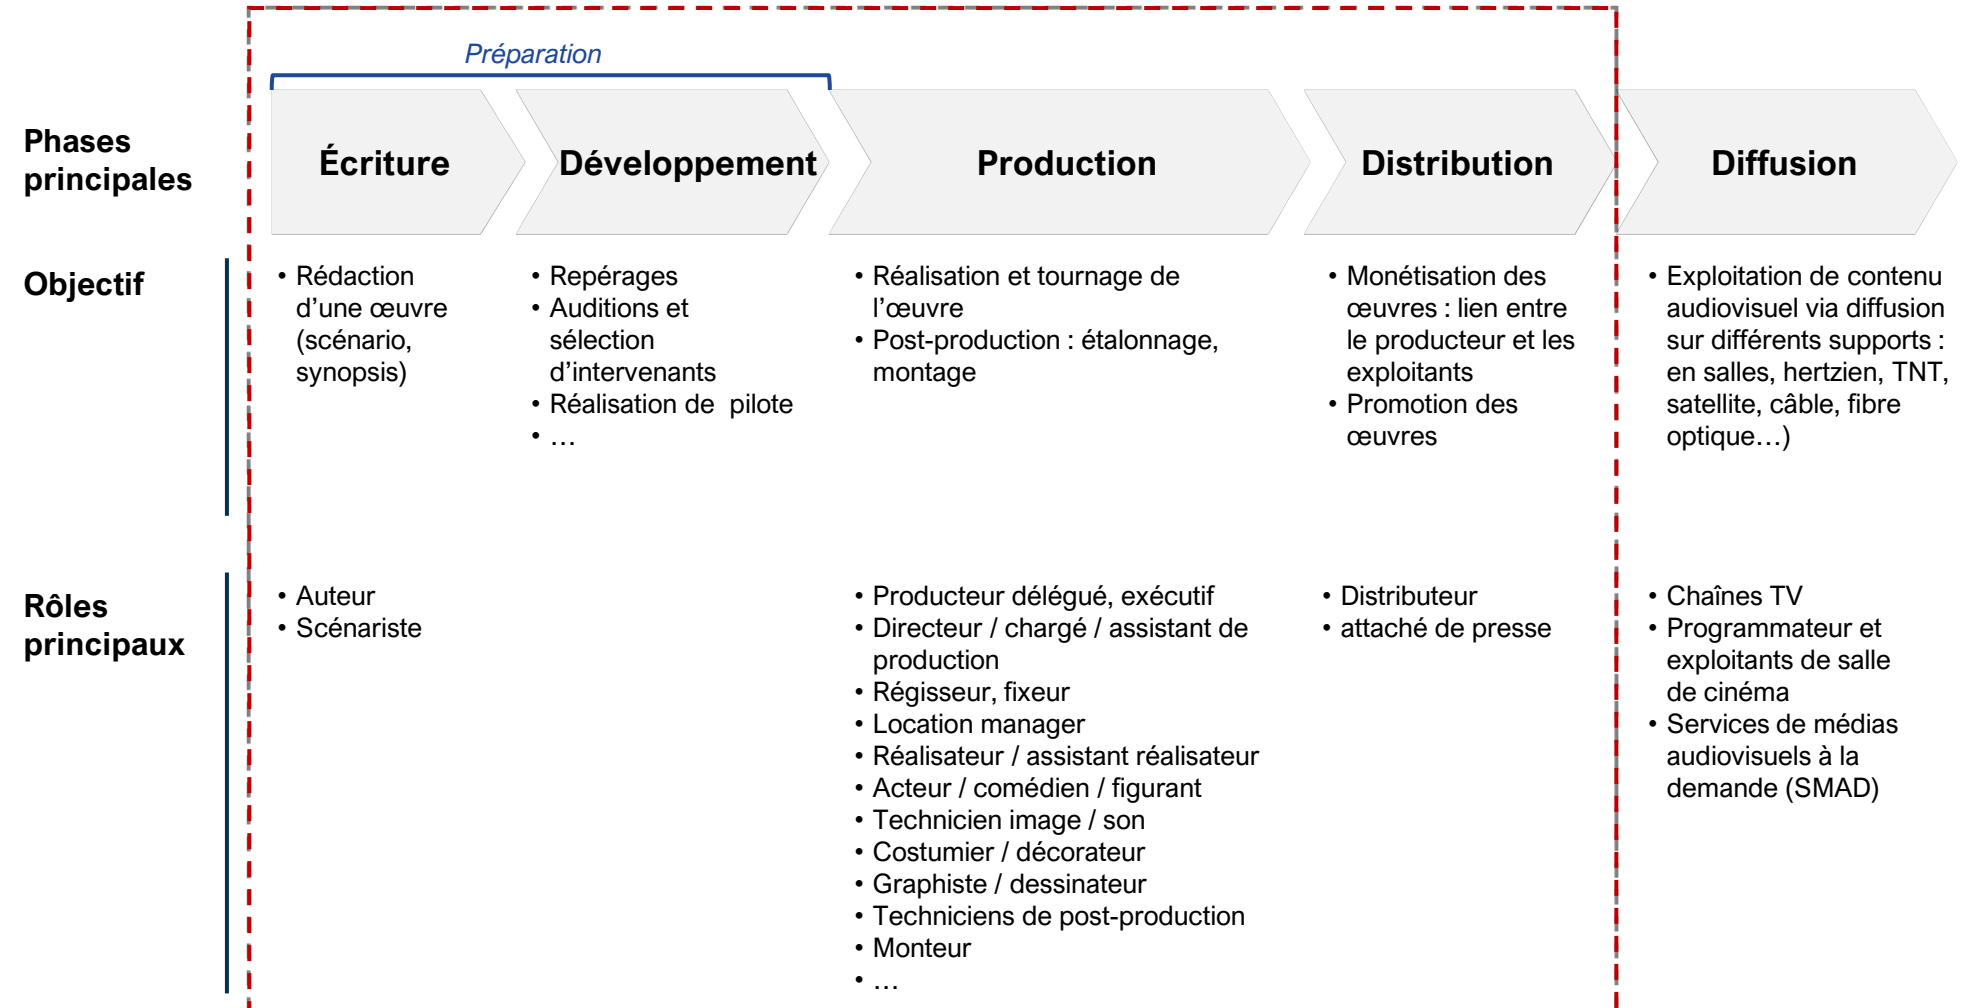 Préparation
Phases
principales
Écriture
Développement
Production
Distribution
Diffusion
Objectif
• Rédaction
d’une œuvre
(scénario,
synopsis)
• Repérages
• Auditions et
sélection
d’intervenants
• Réalisation de  pilote
• …
• Réalisation et tournage de
l’œuvre
• Post-production : étalonnage,
montage
• Monétisation des
œuvres : lien entre
le producteur et les
exploitants
• Promotion des
œuvres
• Exploitation de contenu
audiovisuel via diffusion
sur différents supports :
en salles, hertzien, TNT,
satellite, câble, fibre
optique…)
Rôles
principaux
• Auteur
• Scénariste
• Producteur délégué, exécutif
• Directeur / chargé / assistant de
production
• Régisseur, fixeur
• Location manager
• Réalisateur / assistant réalisateur
• Acteur / comédien / figurant
• Technicien image / son
• Costumier / décorateur
• Graphiste / dessinateur
• Techniciens de post-production
• Monteur
• …
• Distributeur
• attaché de presse
• Chaînes TV
• Programmateur et
exploitants de salle
de cinéma
• Services de médias
audiovisuels à la
demande (SMAD)